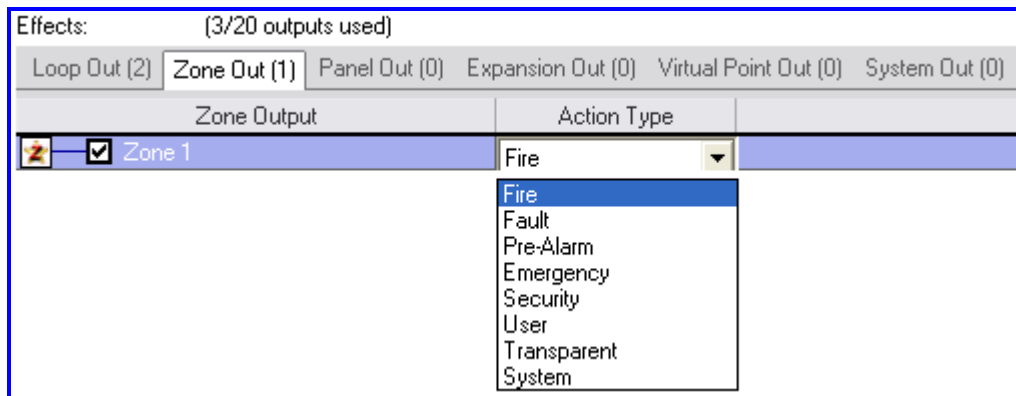 Effects: (3/20 outputs used)
Loop Out (2) Zone Out (1) Panel Out (0) Expansion Out (0) Virtual Point Out (0) System Out (0)
Zone Output Action Type
Z Zone 1 Fire
Fire
Fault
Pre-Alarm
Emergency
Security
User
Transparent
System